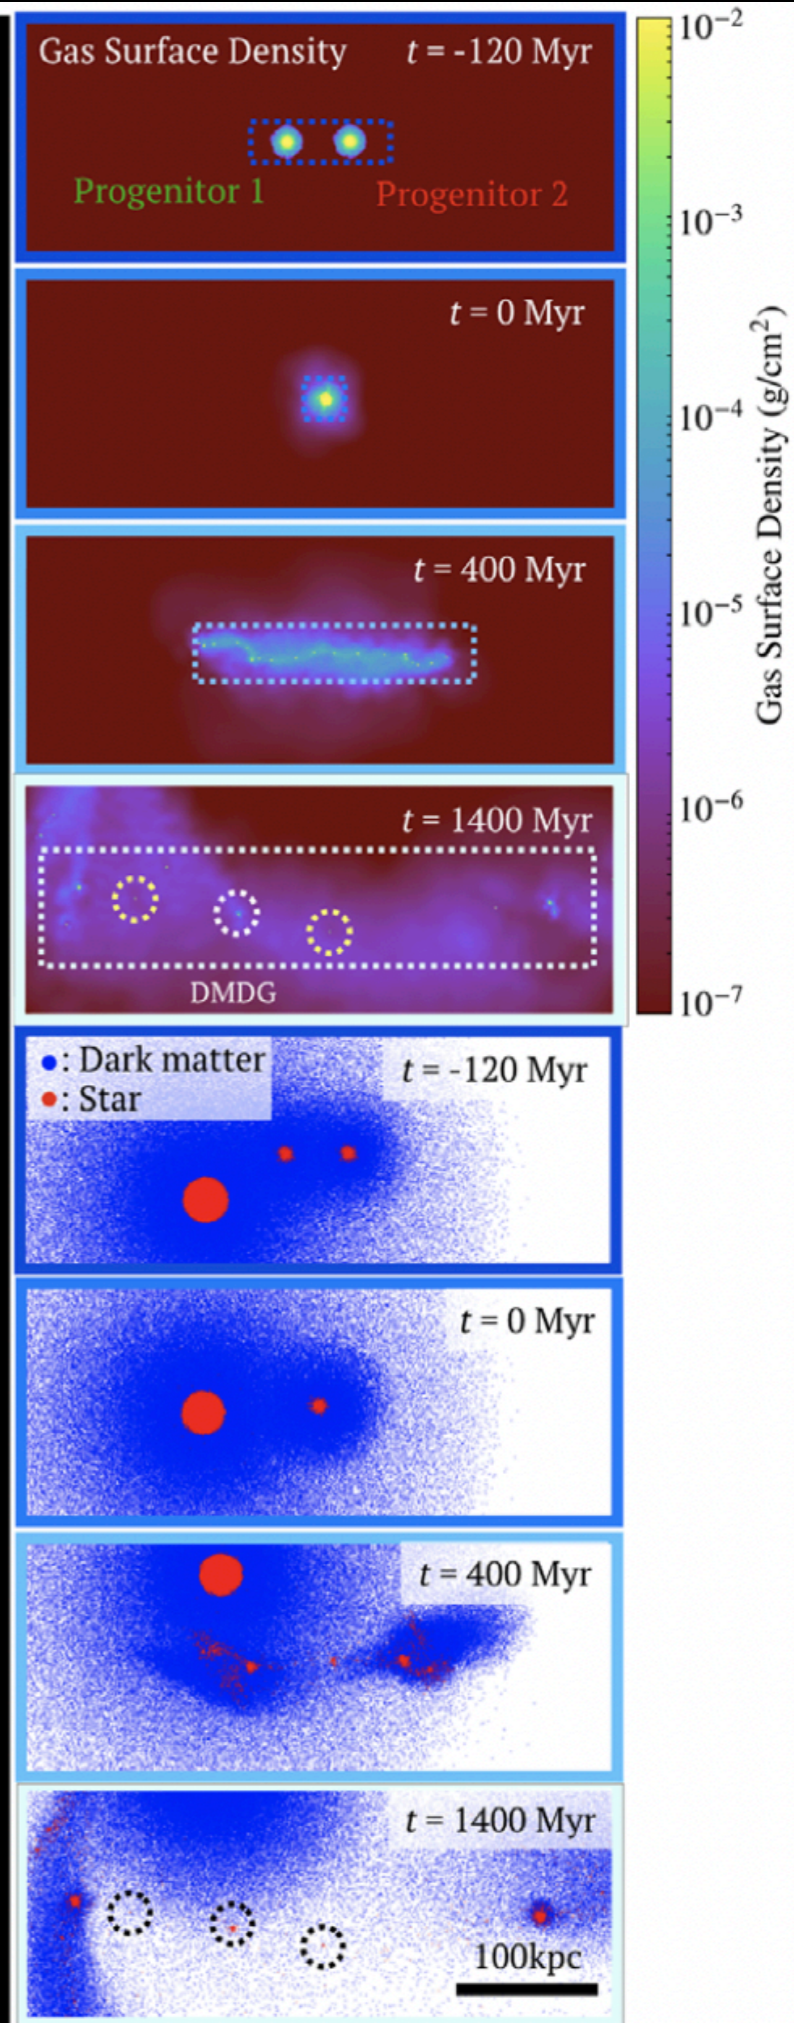 Gas Surface Density
t = -120 Myr
Progenitor 1
Progenitor 2
t = 0 Myr
t = 400 Myr
t = 1400 Myr
DMDG
10⁻²
10⁻³
10⁻⁴
10⁻⁵
10⁻⁶
10⁻⁷
Gas Surface Density (g/cm²)
: Dark matter
: Star
t = -120 Myr
t = 0 Myr
t = 400 Myr
t = 1400 Myr
100kpc